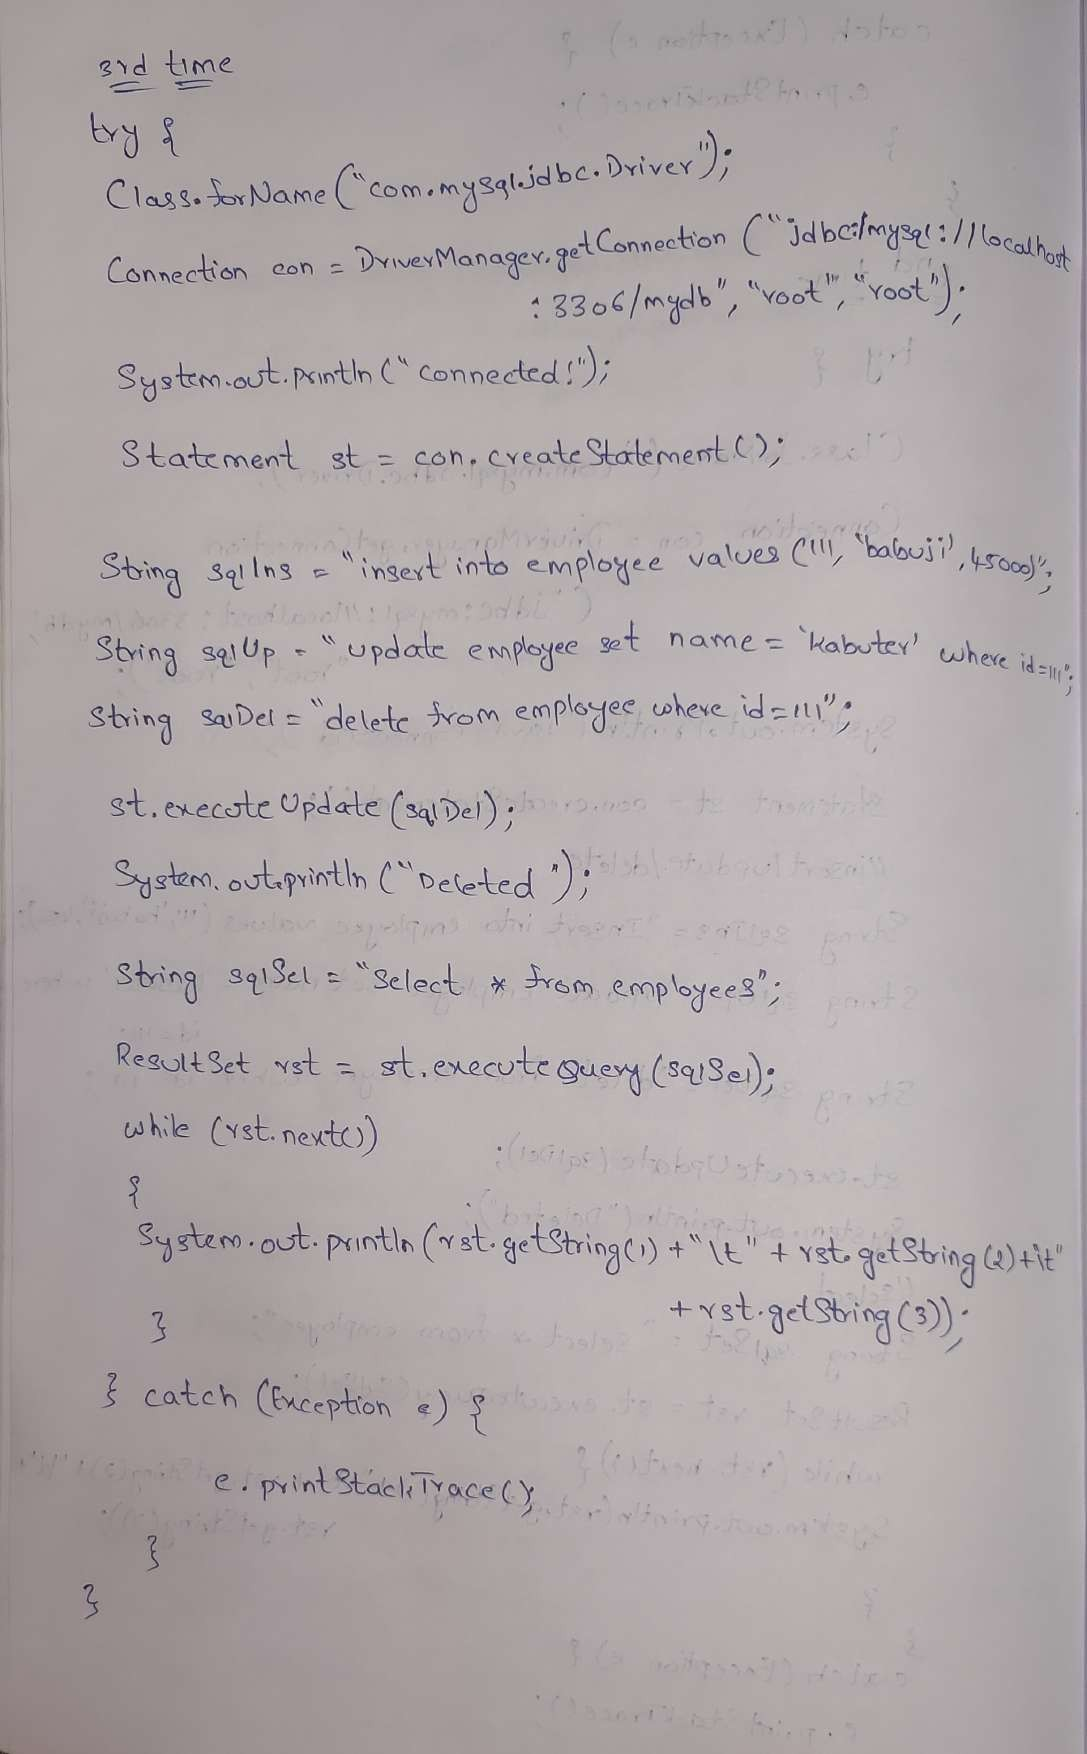 3rd time
try {
Class.forName ("com.mysql.jdbc.Driver");
Connection con = DriverManager.getConnection ("jdbc:/mysql://localhost
:3306/mydb", "root", "root");
System.out.println ("connected!");
Statement st = con.createStatement();
String sqlIns = "insert into employee values (111, 'babuji', 45000)";
String sqlUp = "update employee set name = 'kabuter' where id=111";
String sqlDel = "delete from employee where id=111";
st.execute Update (sqlDel);
System.out.println ("Deleted");
String sqlSel = "Select * from employees";
ResultSet rst = st.executeQuery (sqlSel);
while (rst.next())
{
System.out.println (rst.getString(1) + "\t" + rst.getString (2) + \t"
+ rst.getString (3));
}
} catch (Exception e) {
e.printStackTrace();
}
}